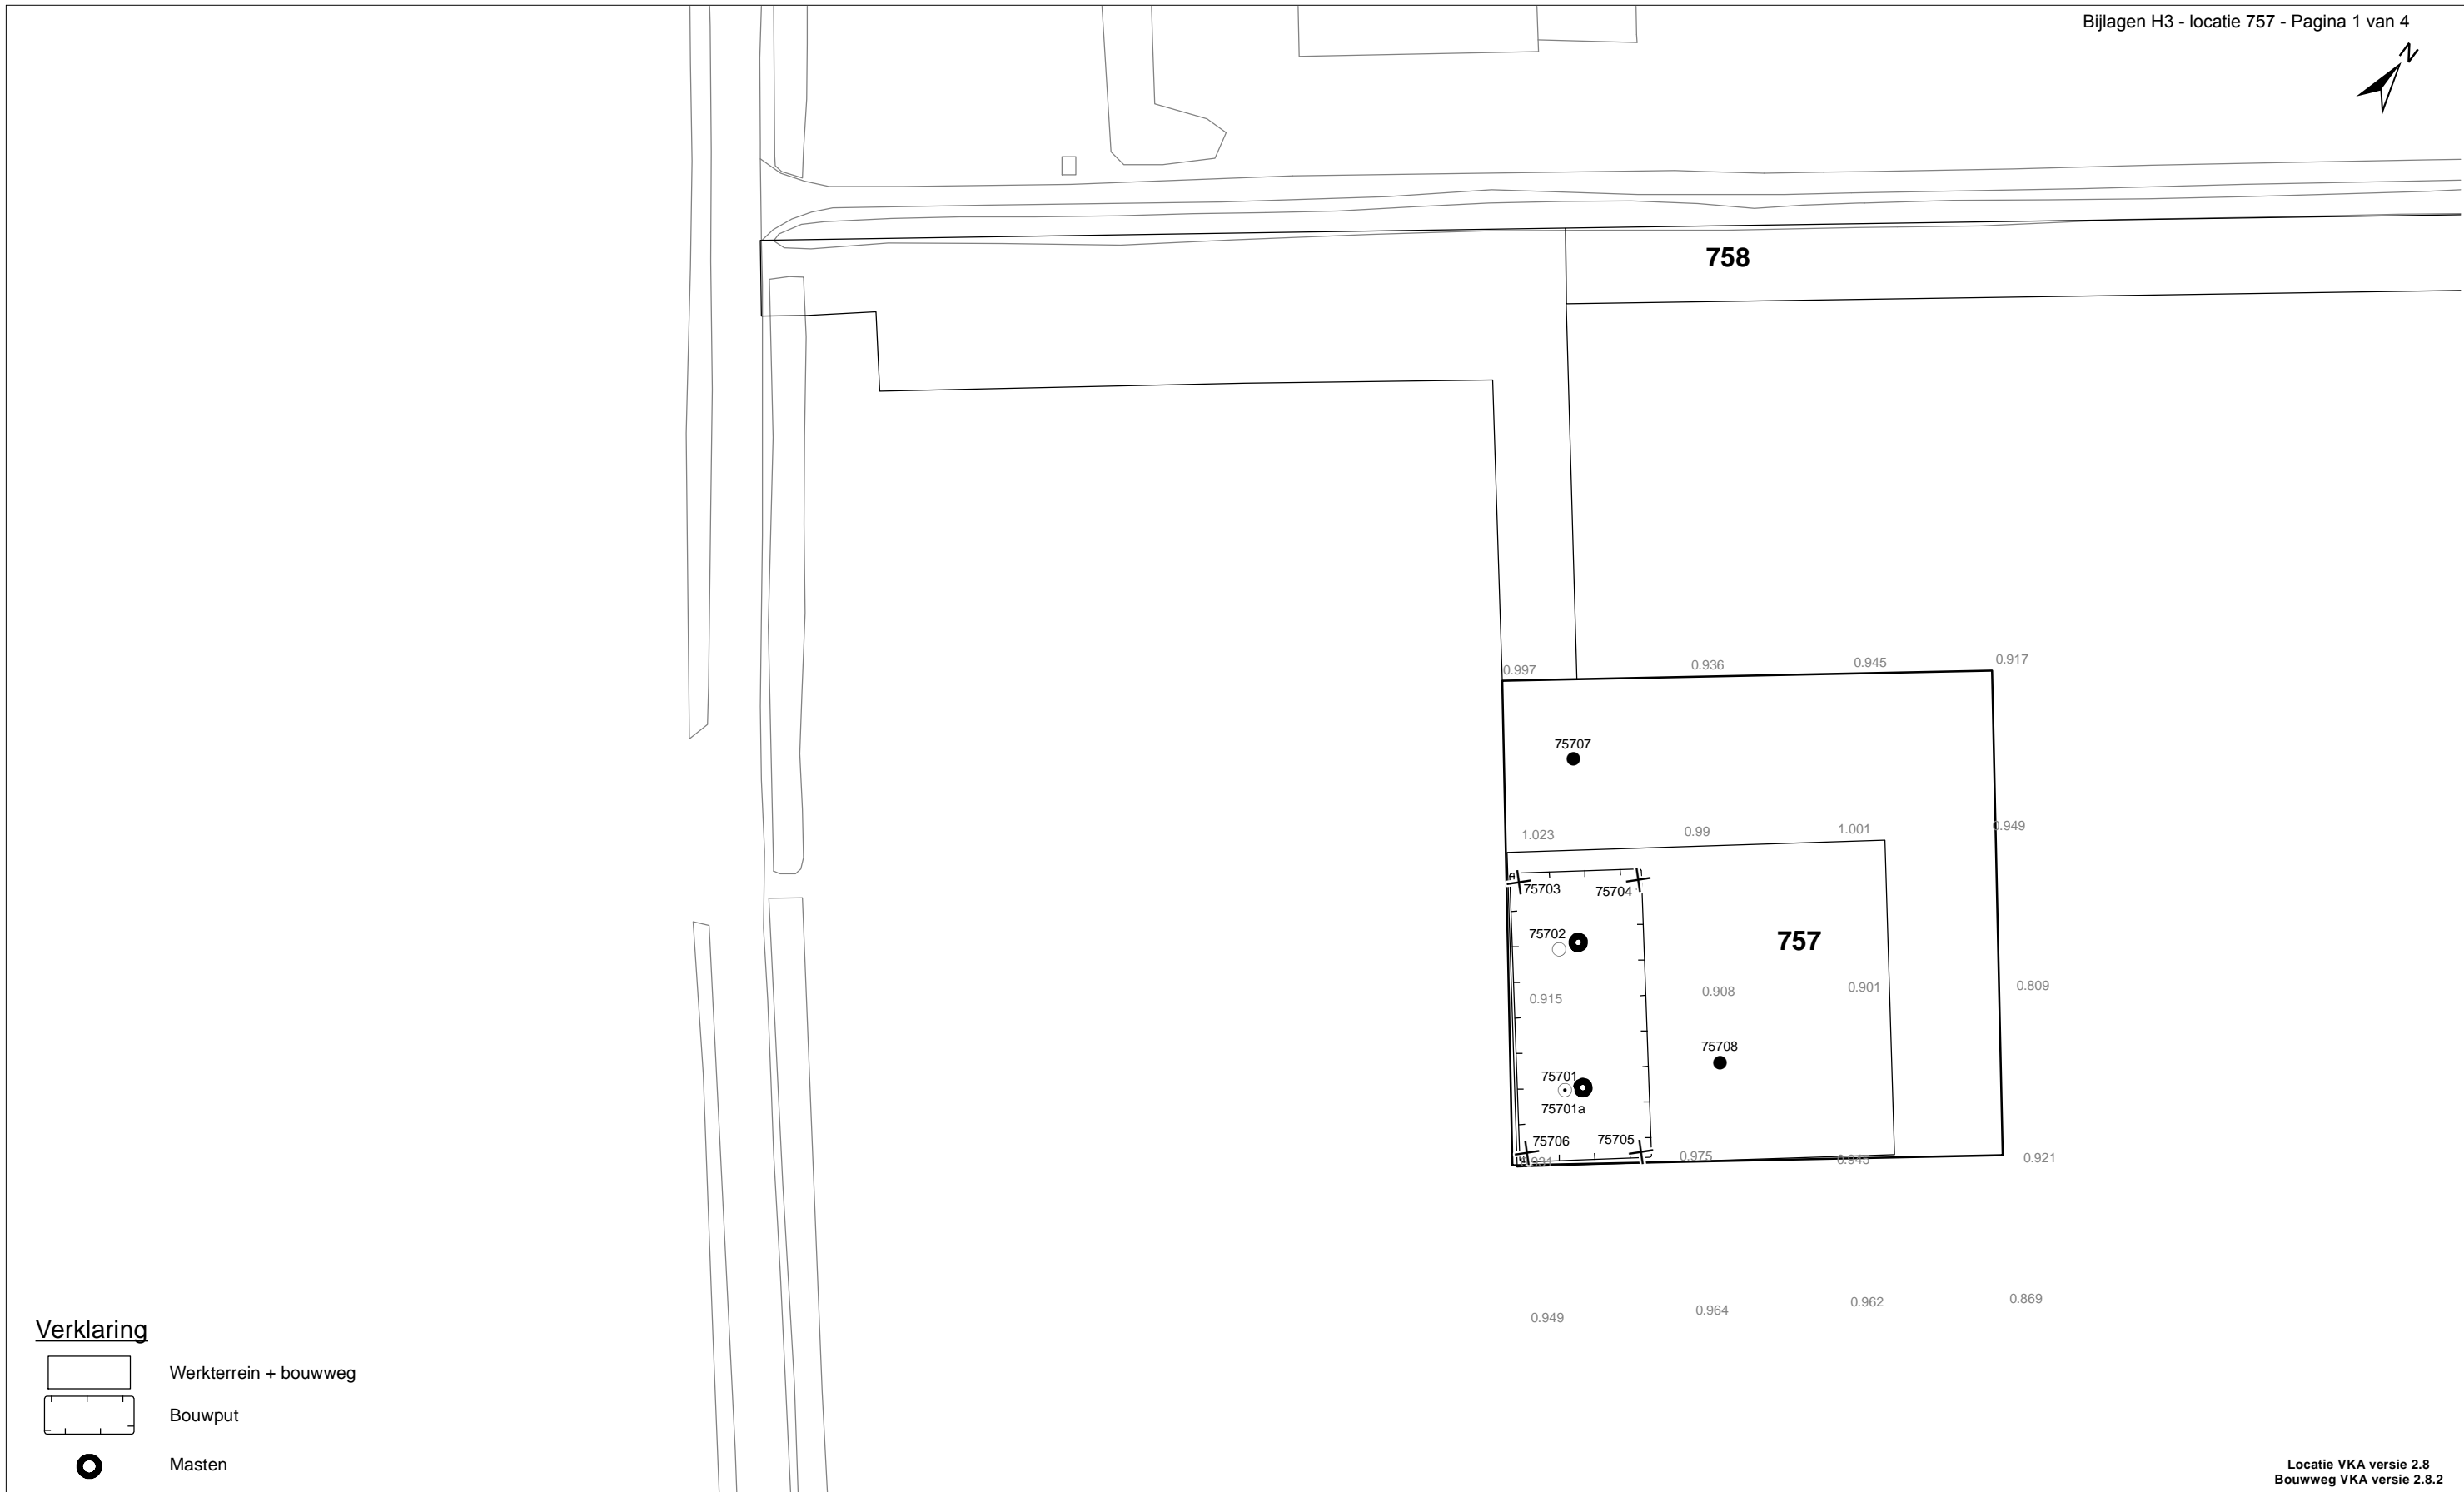 Bijlagen H3 - locatie 757 - Pagina 1 van 4
N
758
0.997 0.936 0.945 0.917
75707
1.023 0.99 1.001 0.949
75703 75704
75702
757
0.915 0.908 0.901 0.809
75708
75701
75701a
75706 75705
0.975 0.945 0.921
0.949 0.964 0.962 0.869
Verklaring
Werkterrein + bouwweg
Bouwput
Masten
Locatie VKA versie 2.8
Bouwweg VKA versie 2.8.2